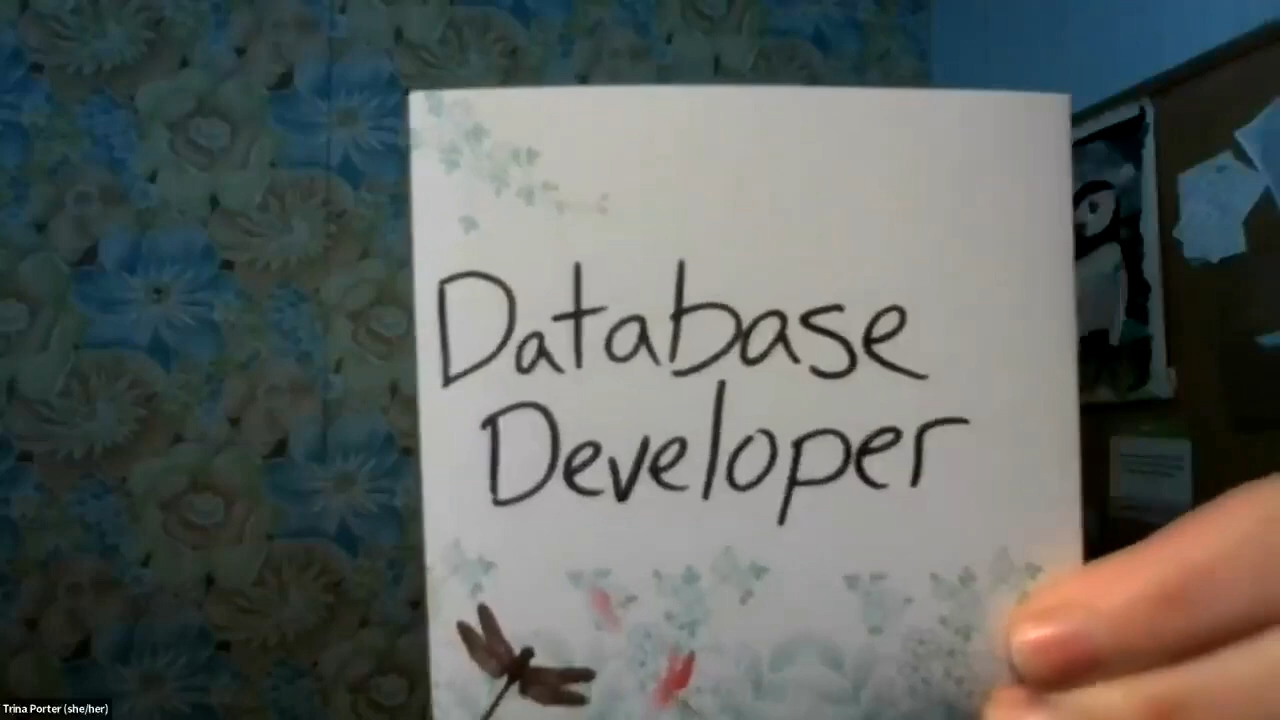 Database
Developer
Trina Porter (she/her)